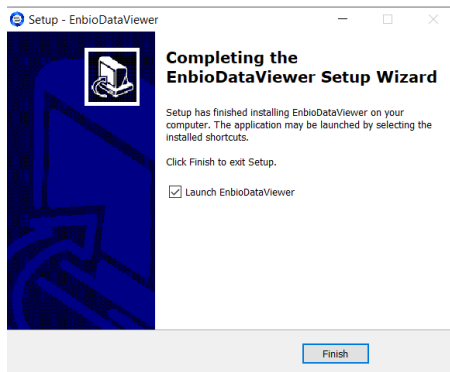 Setup - EnbioDataViewer
Completing the
EnbioDataViewer Setup Wizard
Setup has finished installing EnbioDataViewer on your
computer. The application may be launched by selecting the
installed shortcuts.
Click Finish to exit Setup.
Launch EnbioDataViewer
Finish